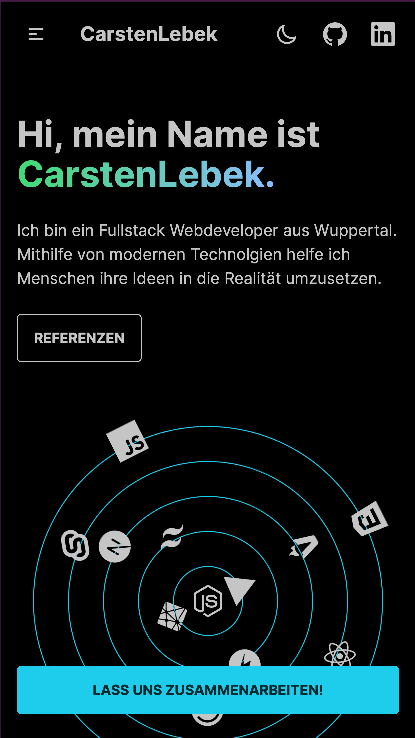 CarstenLebek
in
Hi, mein Name ist
CarstenLebek.
Ich bin ein Fullstack Webdeveloper aus Wuppertal.
Mithilfe von modernen Technolgien helfe ich
Menschen ihre Ideen in die Realität umzusetzen.
REFERENZEN
JS
JS
LASS UNS ZUSAMMENARBEITEN!